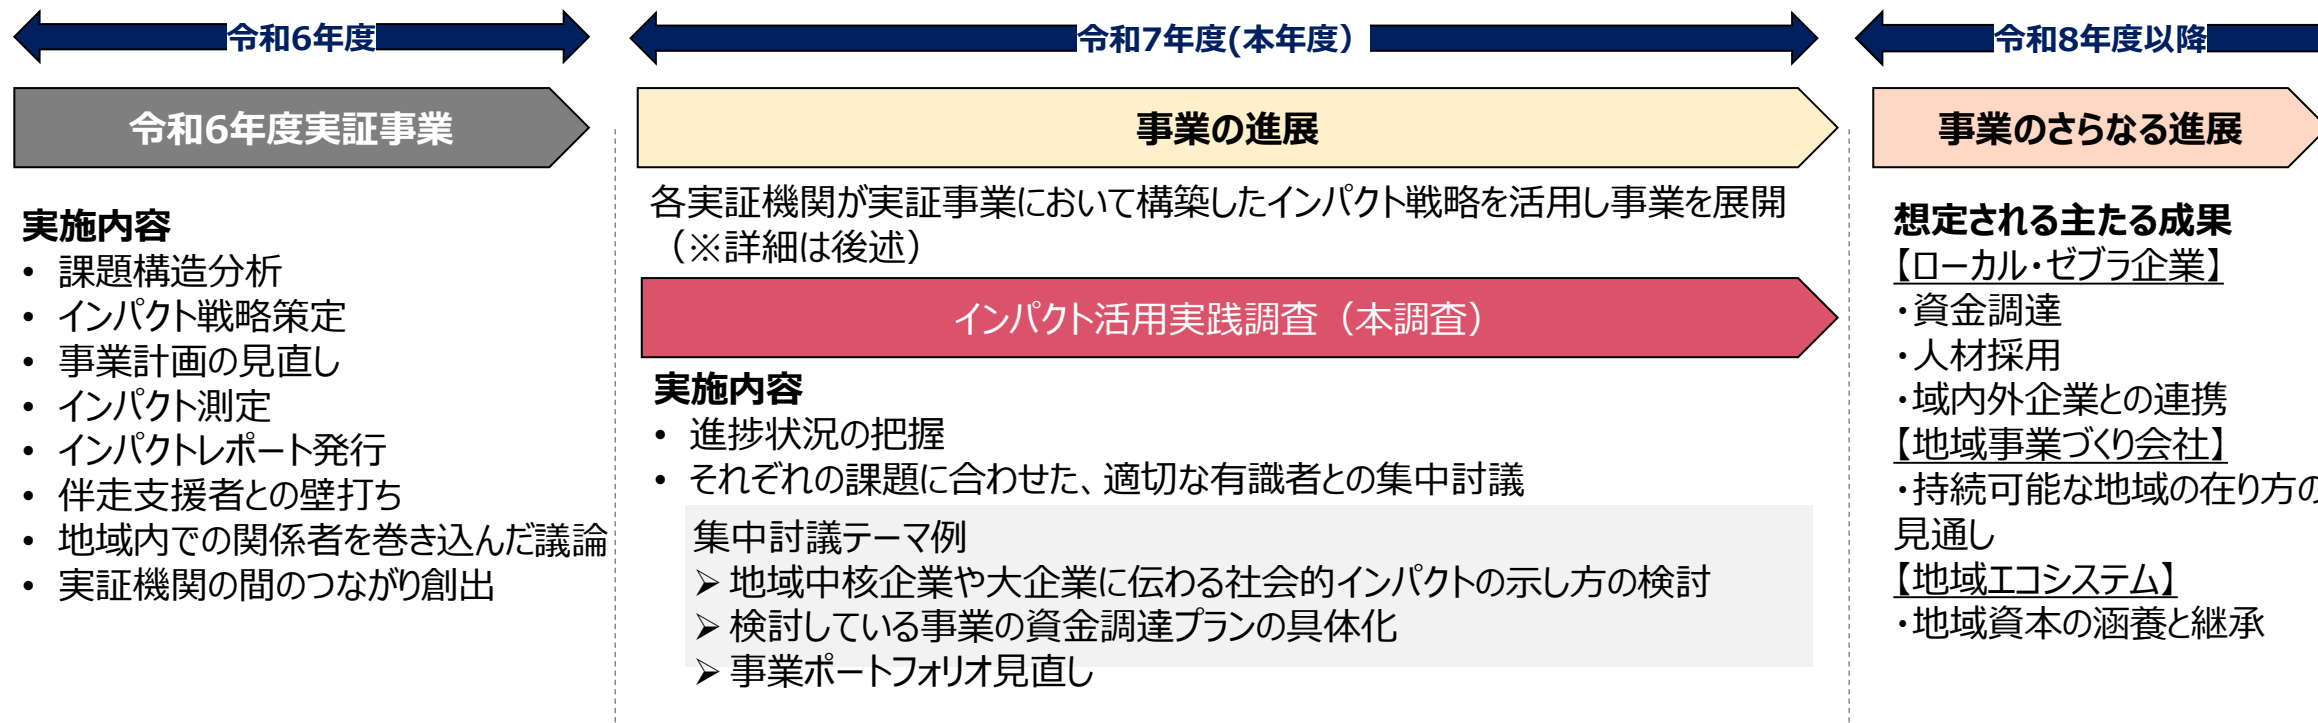 令和6年度
令和7年度(本年度）
令和8年度以降
令和6年度実証事業
事業の進展
事業のさらなる進展
実施内容
• 課題構造分析
• インパクト戦略策定
• 事業計画の見直し
• インパクト測定
• インパクトレポート発行
• 伴走支援者との壁打ち
• 地域内での関係者を巻き込んだ議論
• 実証機関の間のつながり創出
各実証機関が実証事業において構築したインパクト戦略を活用し事業を展開
（※詳細は後述）
インパクト活用実践調査（本調査）
実施内容
• 進捗状況の把握
• それぞれの課題に合わせた、適切な有識者との集中討議
集中討議テーマ例
➢ 地域中核企業や大企業に伝わる社会的インパクトの示し方の検討
➢ 検討している事業の資金調達プランの具体化
➢ 事業ポートフォリオ見直し
想定される主たる成果
【ローカル・ゼブラ企業】
・資金調達
・人材採用
・域内外企業との連携
【地域事業づくり会社】
・持続可能な地域の在り方の
見通し
【地域エコシステム】
・地域資本の涵養と継承